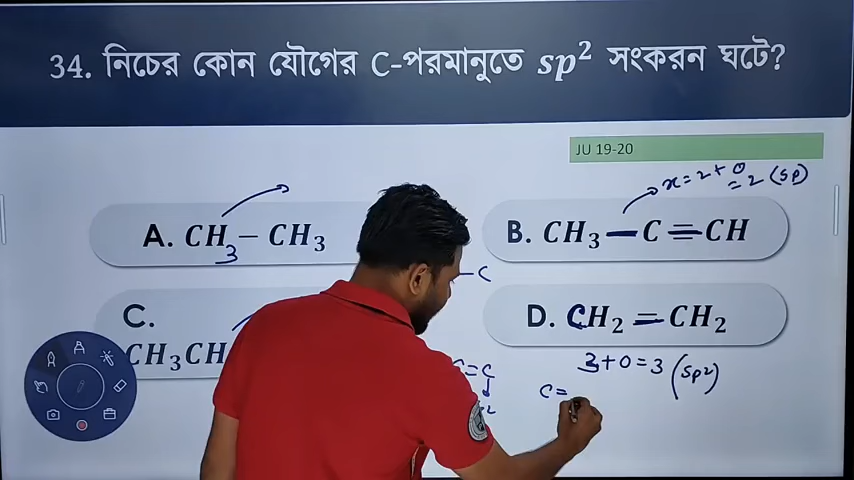 34. নিচের কোন যৌগের C-পরমানুতে sp² সংকরন ঘটে?
JU 19-20
x=2+0
=2 (sp)
A. CH₃ – CH₃
3
B. CH₃ — C ≡ CH
– C
C.
CH₃CH
D. CH₂ = CH₂
C=C
3+0=3 (sp²)
C=